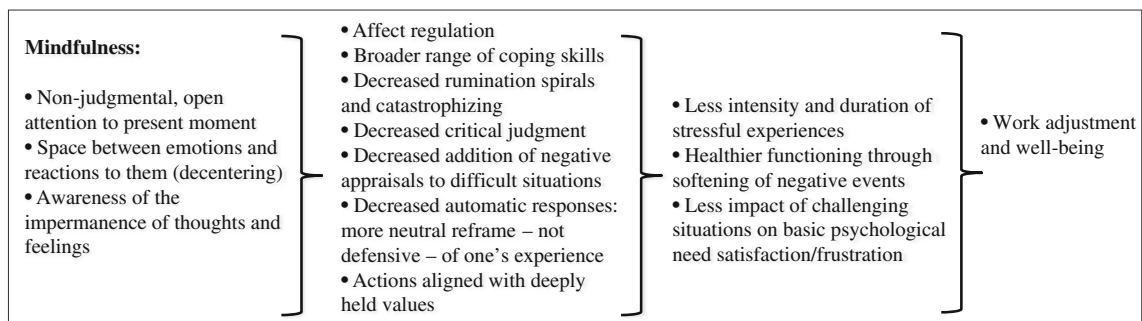 Mindfulness:
• Non-judgmental, open
attention to present moment
• Space between emotions and
reactions to them (decentering)
• Awareness of the
impermanence of thoughts and
feelings
• Affect regulation
• Broader range of coping skills
• Decreased rumination spirals
and catastrophizing
• Decreased critical judgment
• Decreased addition of negative
appraisals to difficult situations
• Decreased automatic responses:
more neutral reframe – not
defensive – of one's experience
• Actions aligned with deeply
held values
• Less intensity and duration of
stressful experiences
• Healthier functioning through
softening of negative events
• Less impact of challenging
situations on basic psychological
need satisfaction/frustration
• Work adjustment
and well-being